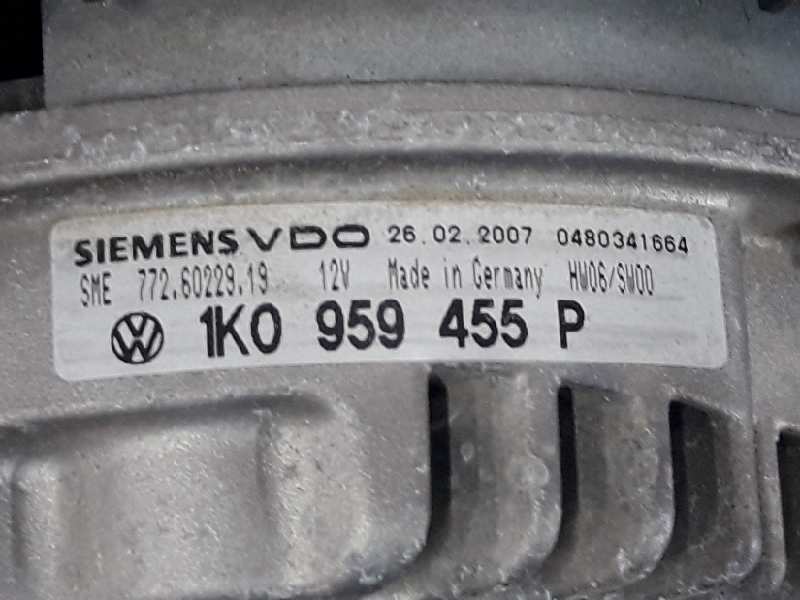 SIEMENS VDO 26.02.2007 0480341664
SME 772.60229.19 12V Made in Germany HW06/SW00
VW 1K0 959 455 P